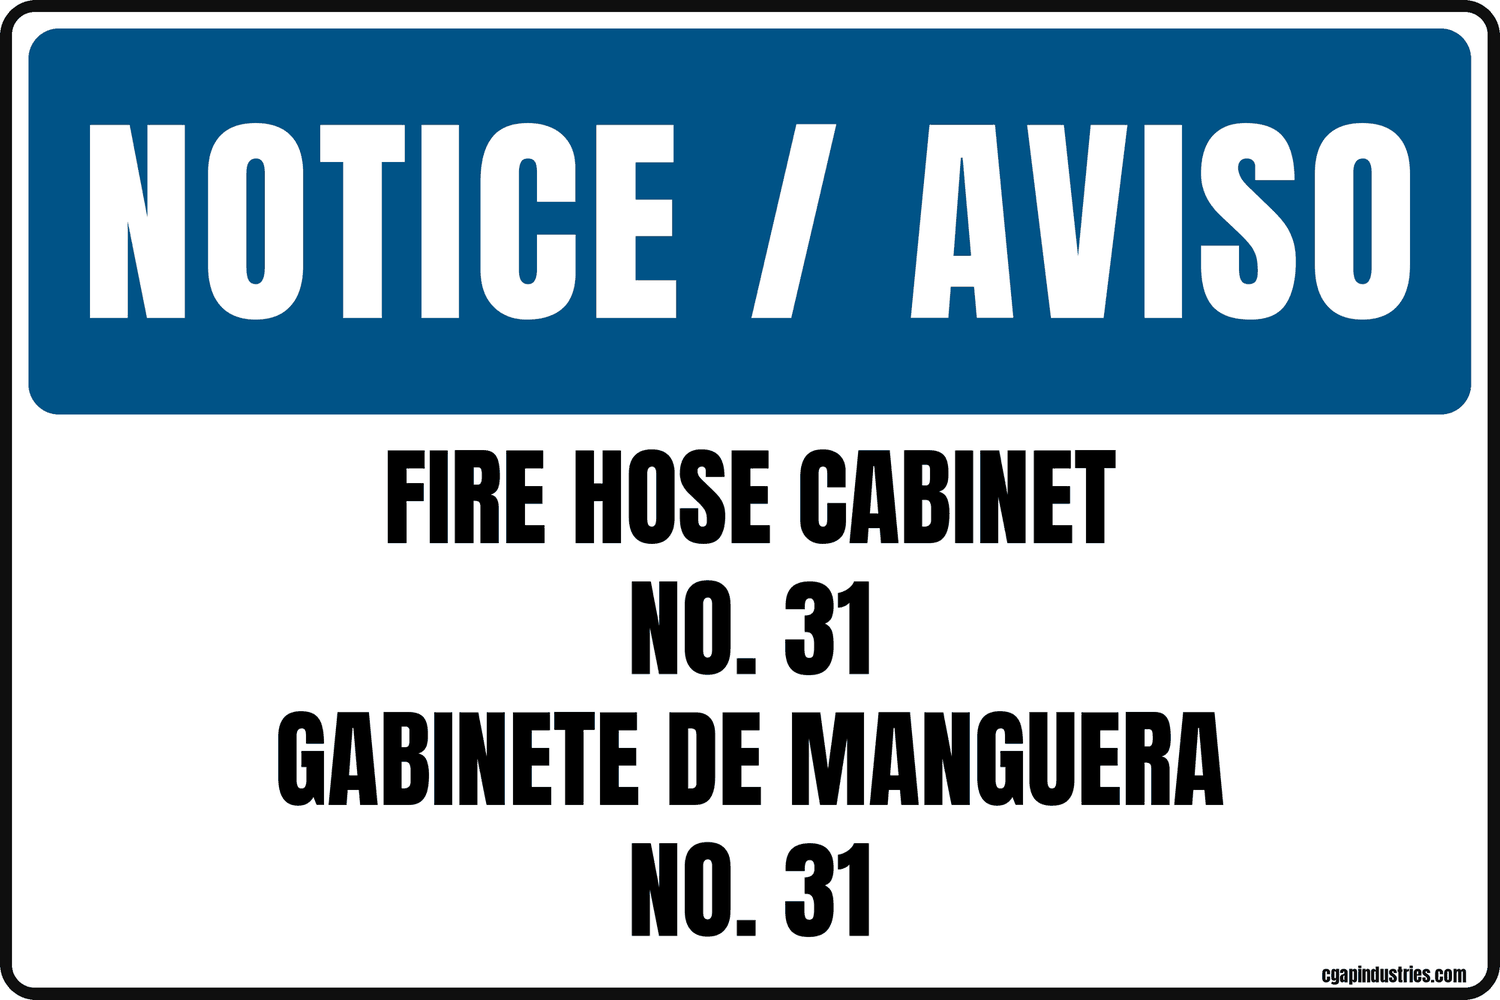 NOTICE / AVISO
FIRE HOSE CABINET
NO. 31
GABINETE DE MANGUERA
NO. 31
cgapindustries.com